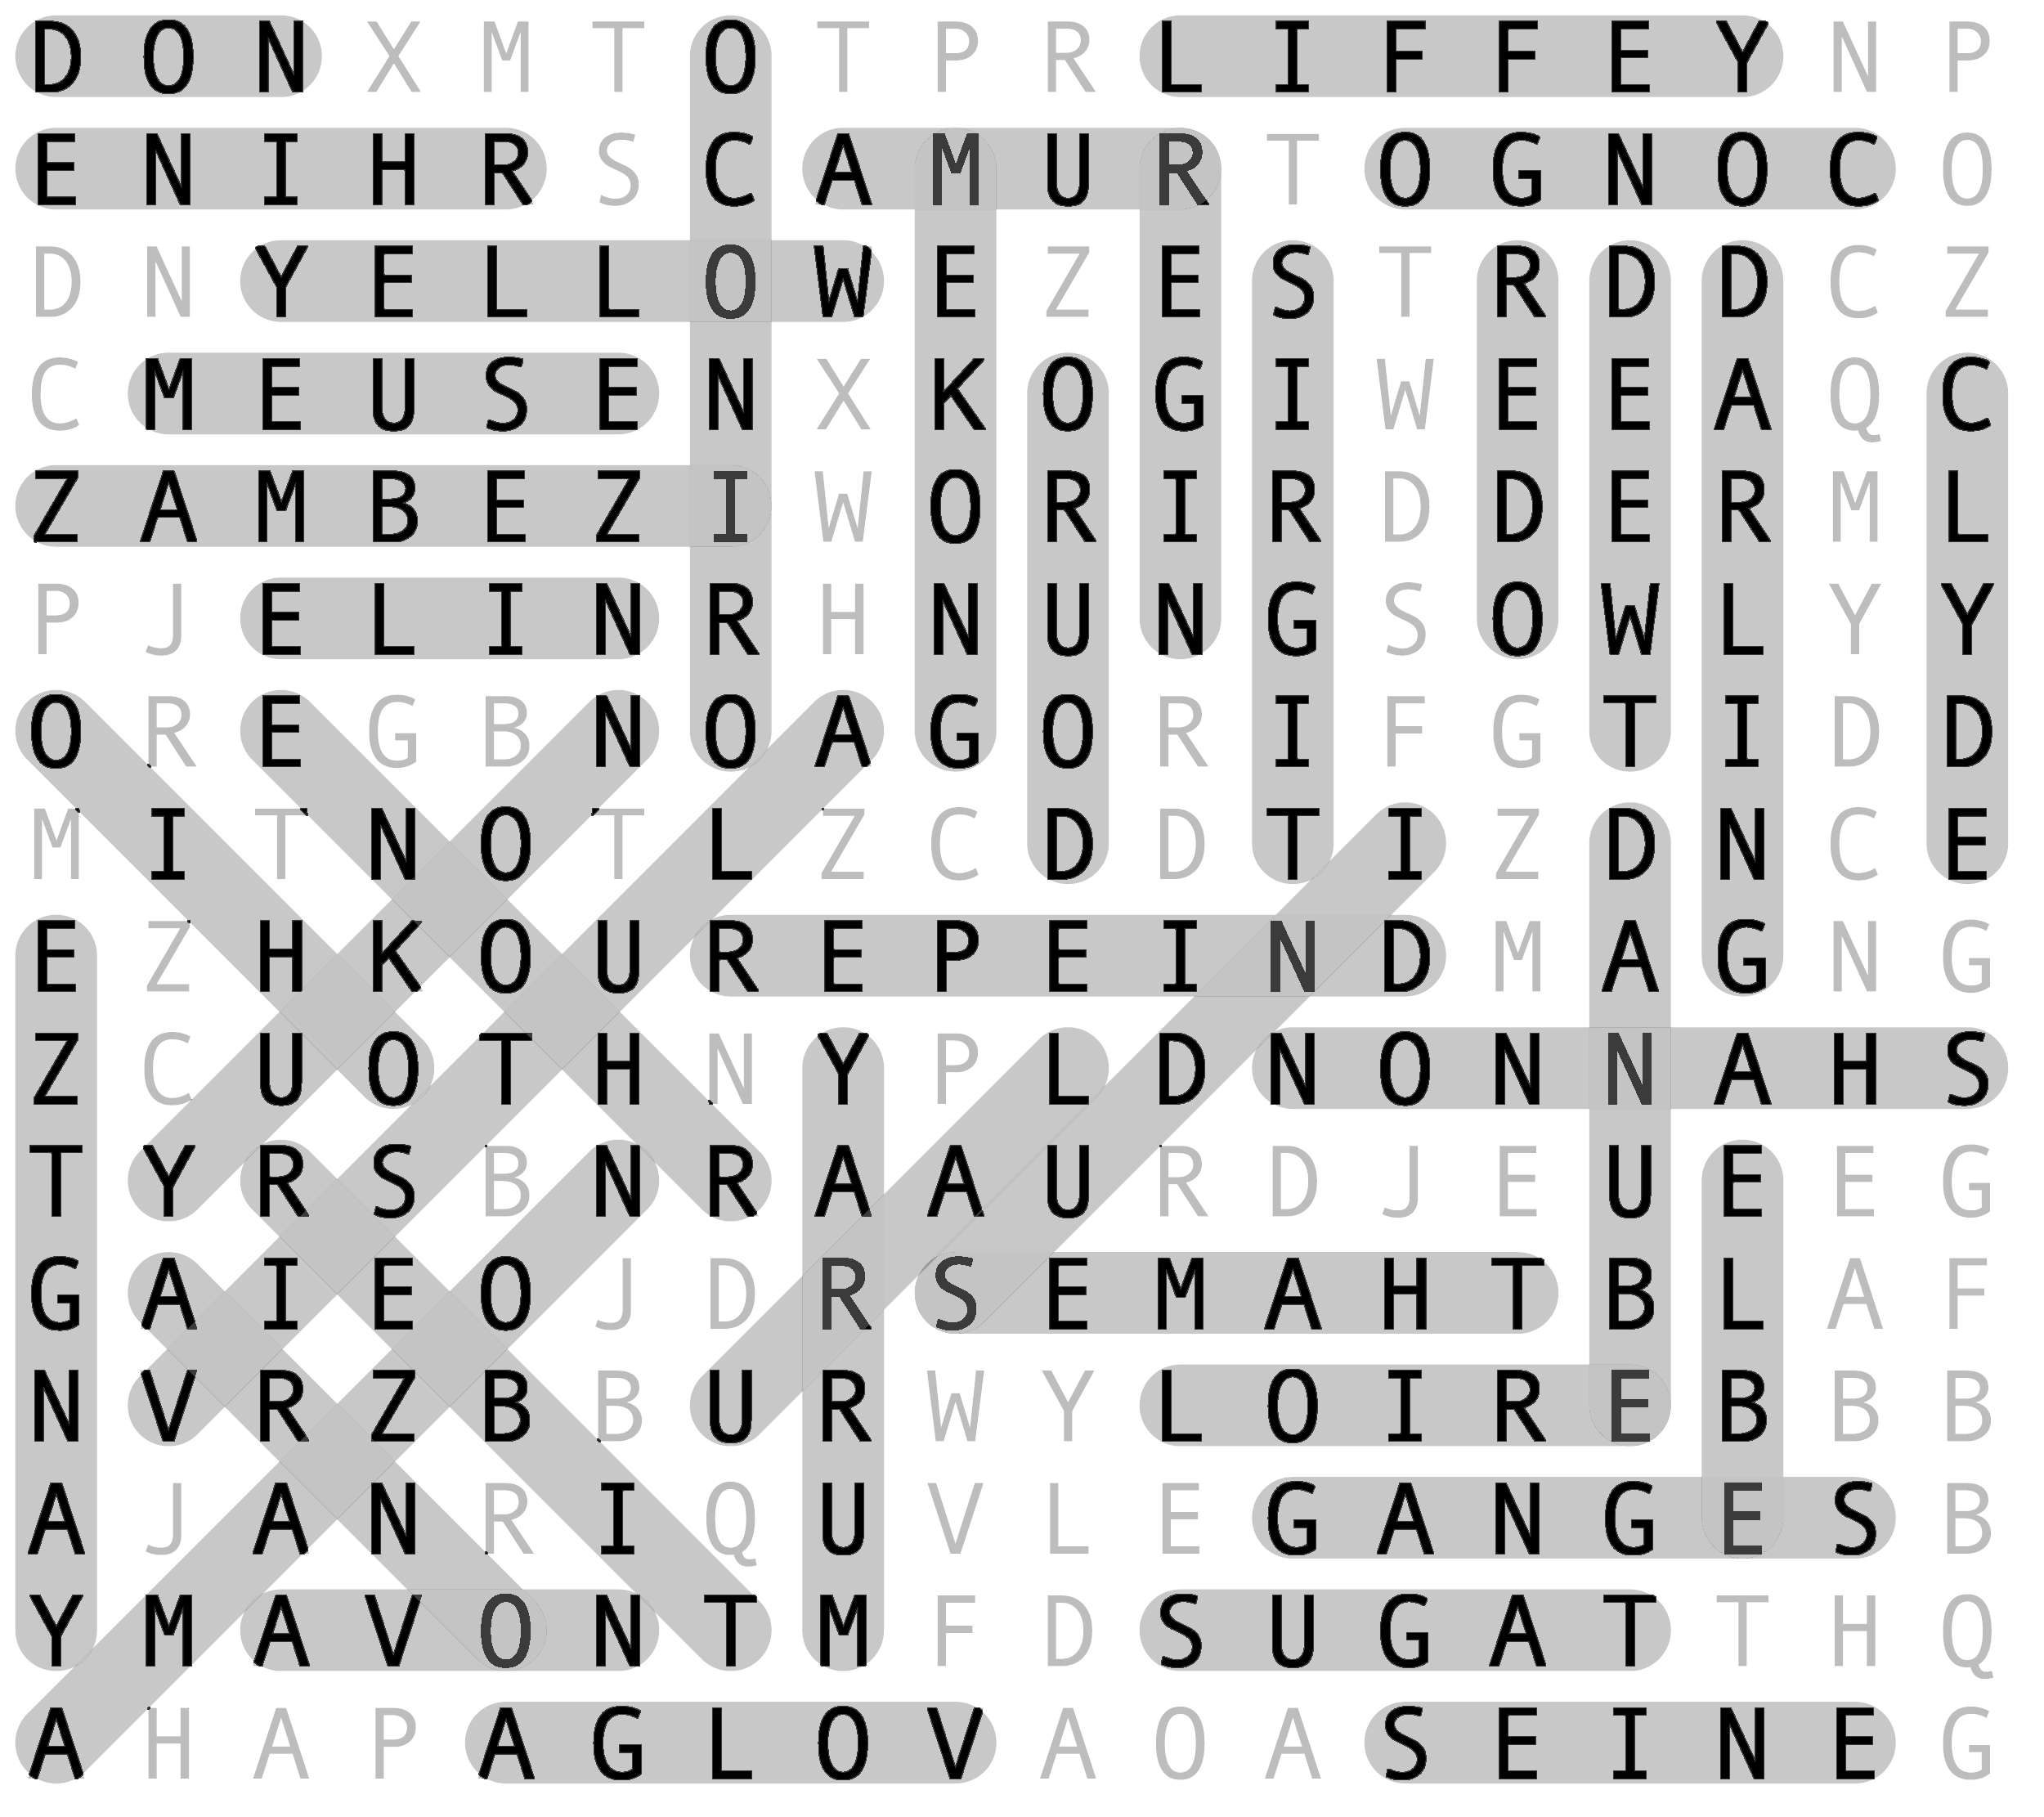 D O N X M T O T P R L I F F E Y N P
E N I H R S C A M U R T O G N O C O
D N Y E L L O W E Z E S T R D D C Z
C M E U S E N X K O G I W E E A Q C
Z A M B E Z I W O R I R D D E R M L
P J E L I N R H N U N G S O W L Y Y
O R E G B N O A G O R I F G T I D D
M I T N O T L Z C D D T I Z D N C E
E Z H K O U R E P E I N D M A G N G
Z C U O T H N Y P L D N O N N A H S
T Y R S B N R A A U R D J E U E E G
G A I E O J D R S E M A H T B L A F
N V R Z B B U R W Y L O I R E B B B
A J A N R I Q U V L E G A N G E S B
Y M A V O N T M F D S U G A T T H Q
A H A P A G L O V A O A S E I N E G